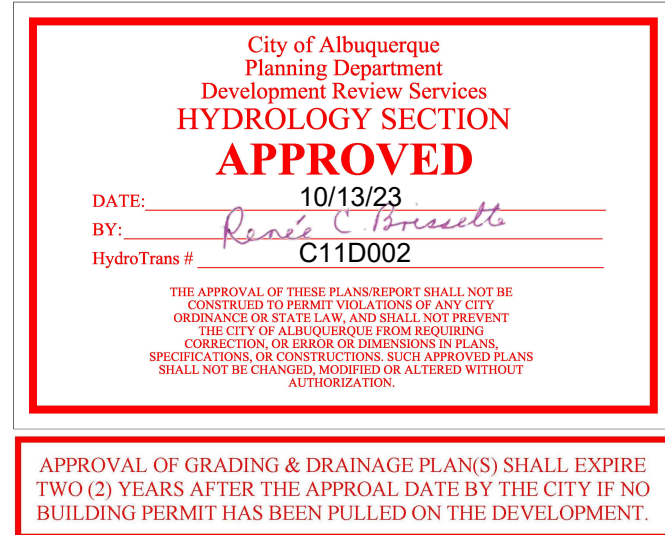 City of Albuquerque
Planning Department
Development Review Services
HYDROLOGY SECTION
APPROVED
DATE: 10/13/23
BY: Renée C. Brissette
HydroTrans # C11D002
THE APPROVAL OF THESE PLANS/REPORT SHALL NOT BE
CONSTRUED TO PERMIT VIOLATIONS OF ANY CITY
ORDINANCE OR STATE LAW, AND SHALL NOT PREVENT
THE CITY OF ALBUQUERQUE FROM REQUIRING
CORRECTION, OR ERROR OR DIMENSIONS IN PLANS,
SPECIFICATIONS, OR CONSTRUCTIONS. SUCH APPROVED PLANS
SHALL NOT BE CHANGED, MODIFIED OR ALTERED WITHOUT
AUTHORIZATION.
APPROVAL OF GRADING & DRAINAGE PLAN(S) SHALL EXPIRE
TWO (2) YEARS AFTER THE APPROAL DATE BY THE CITY IF NO
BUILDING PERMIT HAS BEEN PULLED ON THE DEVELOPMENT.